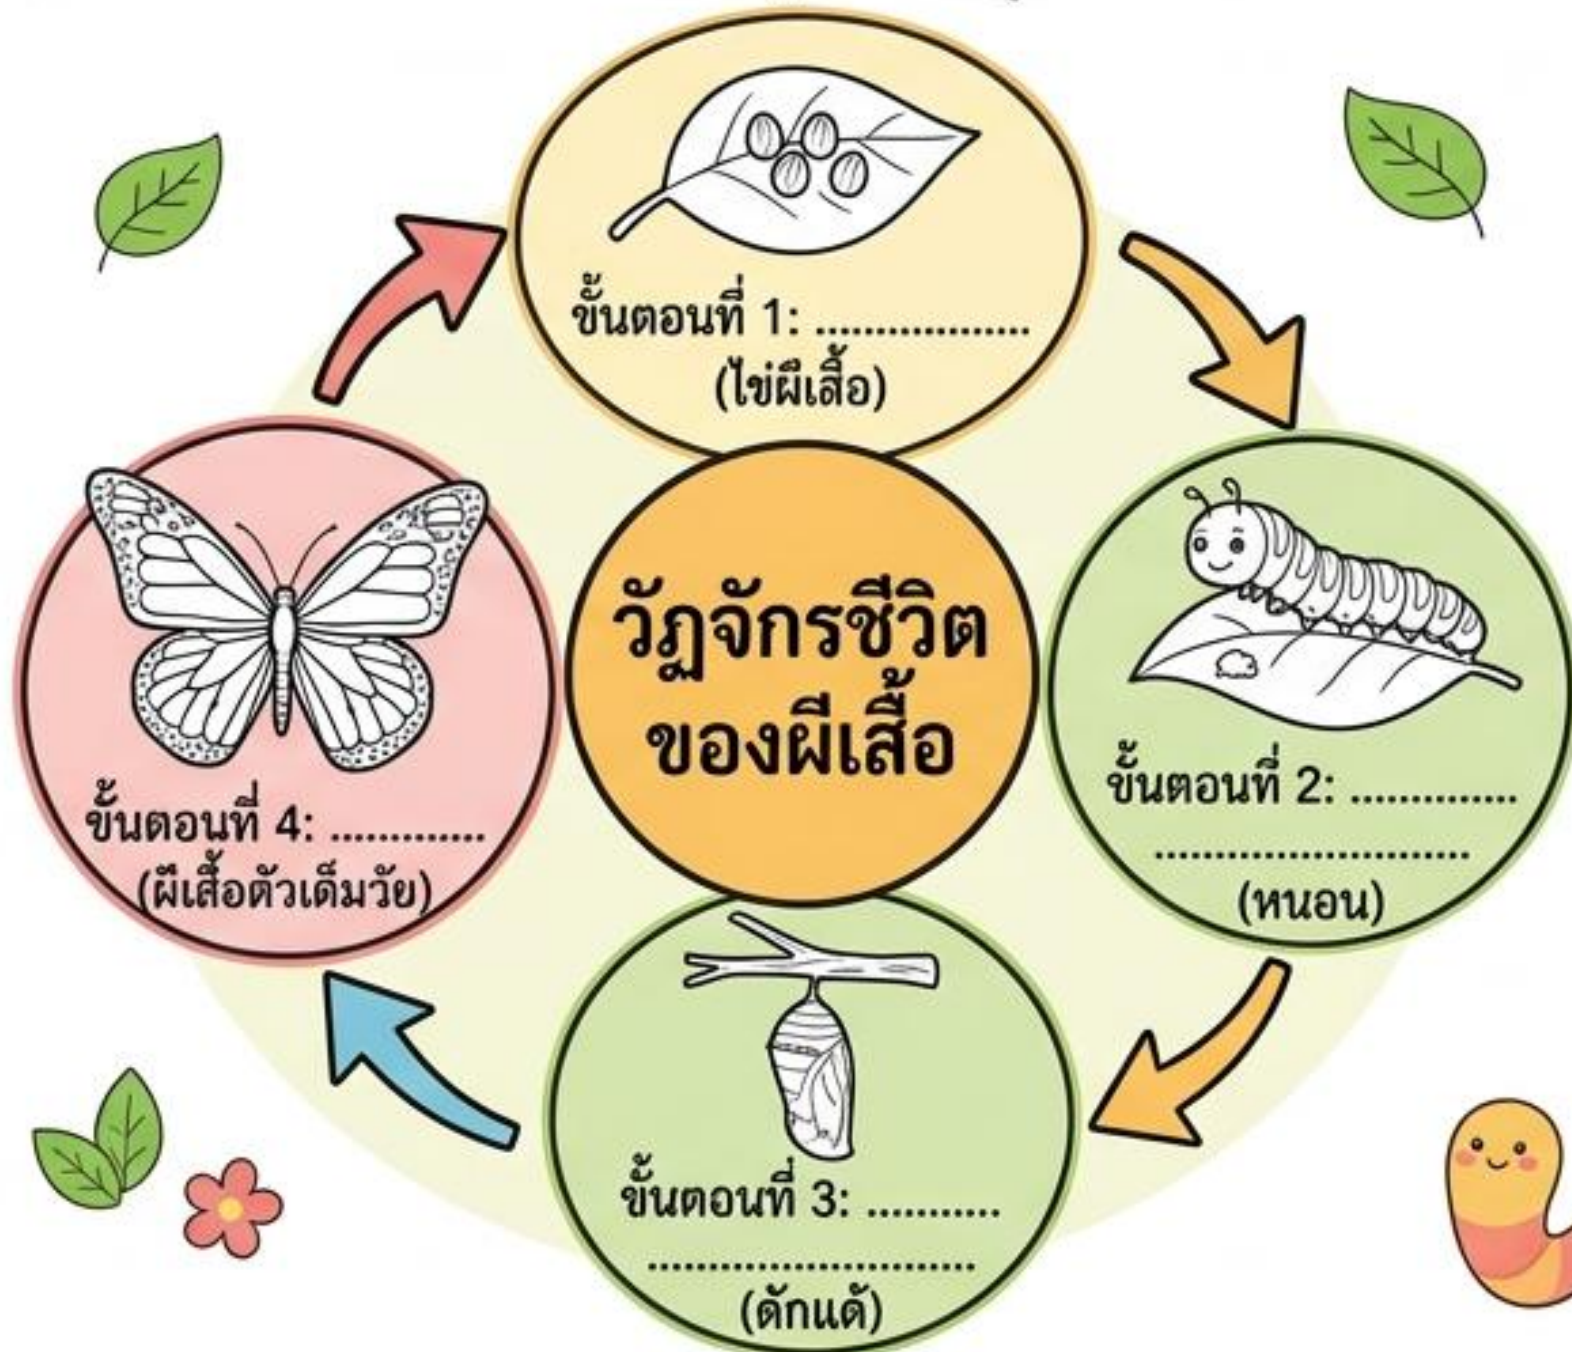 ขั้นตอนที่ 1: ..................
(ไข่ผีเสื้อ)
วัฏจักรชีวิต
ของผีเสื้อ
ขั้นตอนที่ 2: ..............
..........................
(หนอน)
ขั้นตอนที่ 3: ...........
...........................
(ดักแด้)
ขั้นตอนที่ 4: .............
(ผีเสื้อตัวเด็มวัย)